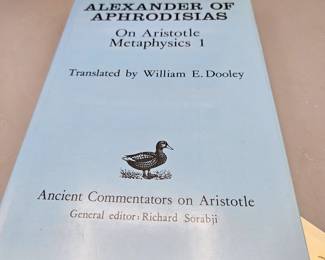 ALEXANDER OF
APHRODISIAS
On Aristotle
Metaphysics 1
Translated by William E. Dooley
Ancient Commentators on Aristotle
General editor: Richard Sorabji